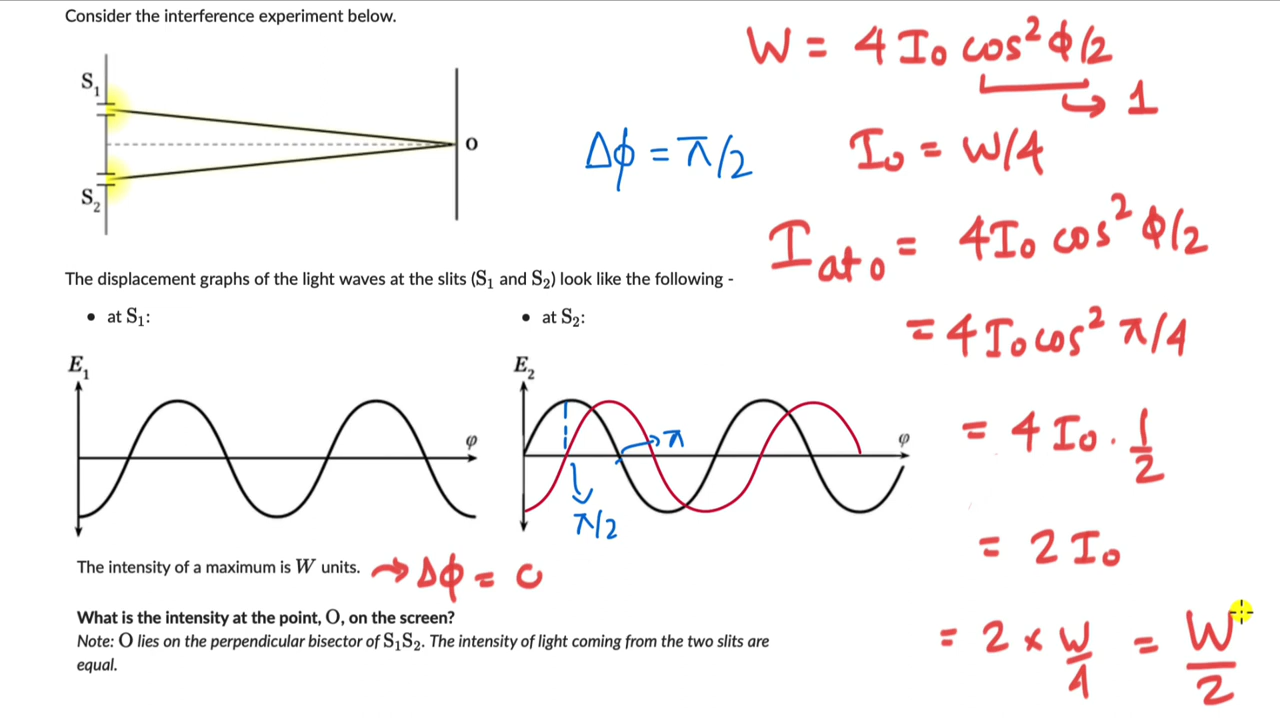 Consider the interference experiment below.
S₁
S₂
O
W = 4 I₀ cos² ϕ/2
→ 1
Δϕ = π/2
I₀ = W/4
I at O = 4I₀ cos² ϕ/2
= 4 I₀ cos² π/4
= 4 I₀ . 1/2
= 2 I₀
= 2 × W/4 = W/2
The displacement graphs of the light waves at the slits (S₁ and S₂) look like the following -
• at S₁:
• at S₂:
E₁
φ
E₂
φ
π
π/2
The intensity of a maximum is W units. → Δϕ = 0
What is the intensity at the point, O, on the screen?
Note: O lies on the perpendicular bisector of S₁S₂. The intensity of light coming from the two slits are
equal.